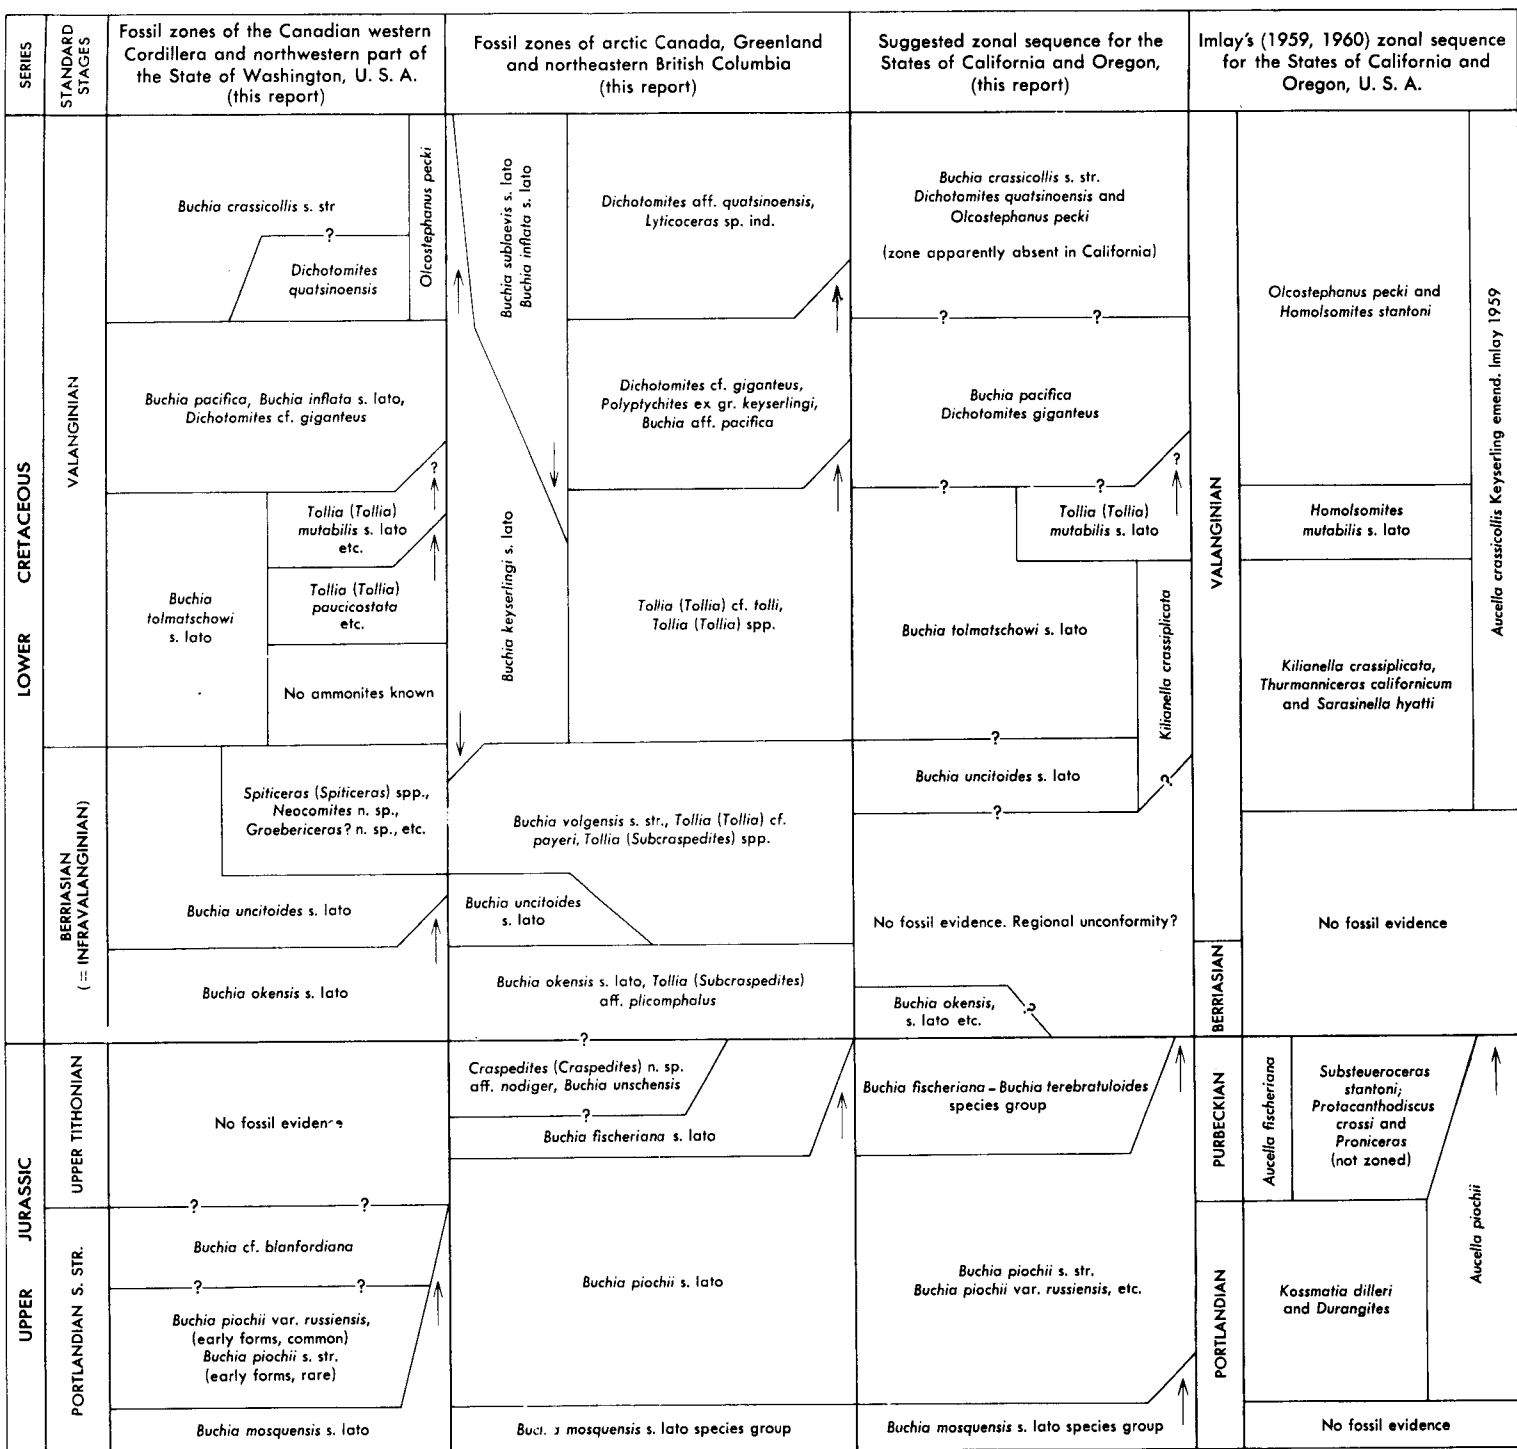 SERIES
STANDARD
STAGES
Fossil zones of the Canadian western
Cordillera and northwestern part of
the State of Washington, U. S. A.
(this report)
Fossil zones of arctic Canada, Greenland
and northeastern British Columbia
(this report)
Suggested zonal sequence for the
States of California and Oregon,
(this report)
Imlay's (1959, 1960) zonal sequence
for the States of California and
Oregon, U. S. A.
LOWER CRETACEOUS
VALANGINIAN
Buchia crassicollis s. str
?
Dichotomites
quatsinoensis
Olcostephanus pecki
Buchia pacifica, Buchia inflata s. lato,
Dichotomites cf. giganteus
?
Buchia
tolmatschowi
s. lato
Tollia (Tollia)
mutabilis s. lato
etc.
Tollia (Tollia)
paucicostata
etc.
No ammonites known
Buchia sublaevis s. lato
Buchia inflata s. lato
Buchia keyserlingi s. lato
Dichotomites aff. quatsinoensis,
Lyticoceras sp. ind.
Dichotomites cf. giganteus,
Polyptychites ex gr. keyserlingi,
Buchia aff. pacifica
Tollia (Tollia) cf. tolli,
Tollia (Tollia) spp.
Buchia crassicollis s. str.
Dichotomites quatsinoensis and
Olcostephanus pecki
(zone apparently absent in California)
? ?
Buchia pacifica
Dichotomites giganteus
?
? ?
Tollia (Tollia)
mutabilis s. lato
Buchia tolmatschowi s. lato
Kilianella crassiplicata
?
Buchia uncitoides s. lato
?
?
VALANGINIAN
Olcostephanus pecki and
Homolsomites stantoni
Homolsomites
mutabilis s. lato
Kilianella crassiplicata,
Thurmanniceras californicum
and Sarasinella hyatti
Aucella crassicollis Keyserling emend. Imlay 1959
BERRIASIAN
(= INFRAVALANGINIAN)
Spiticeras (Spiticeras) spp.,
Neocomites n. sp.,
Groebericeras? n. sp., etc.
Buchia uncitoides s. lato
Buchia okensis s. lato
Buchia volgensis s. str., Tollia (Tollia) cf.
payeri, Tollia (Subcraspedites) spp.
Buchia uncitoides
s. lato
Buchia okensis s. lato, Tollia (Subcraspedites)
aff. plicomphalus
?
No fossil evidence. Regional unconformity?
Buchia okensis,
s. lato etc.
?
BERRIASIAN
No fossil evidence
UPPER JURASSIC
UPPER TITHONIAN
No fossil evidence
? ?
Craspedites (Craspedites) n. sp.
aff. nodiger, Buchia unschensis
?
Buchia fischeriana s. lato
Buchia fischeriana – Buchia terebratuloides
species group
PURBECKIAN
Aucella fischeriana
Substeueroceras
stantoni;
Protacanthodiscus
crossi and
Proniceras
(not zoned)
Aucella piochii
PORTLANDIAN S. STR.
Buchia cf. blanfordiana
? ?
Buchia piochii var. russiensis,
(early forms, common)
Buchia piochii s. str.
(early forms, rare)
Buchia mosquensis s. lato
Buchia piochii s. lato
mosquensis s. lato species group
Buchia piochii s. str.
Buchia piochii var. russiensis, etc.
Buchia mosquensis s. lato species group
PORTLANDIAN
Kossmatia dilleri
and Durangites
No fossil evidence